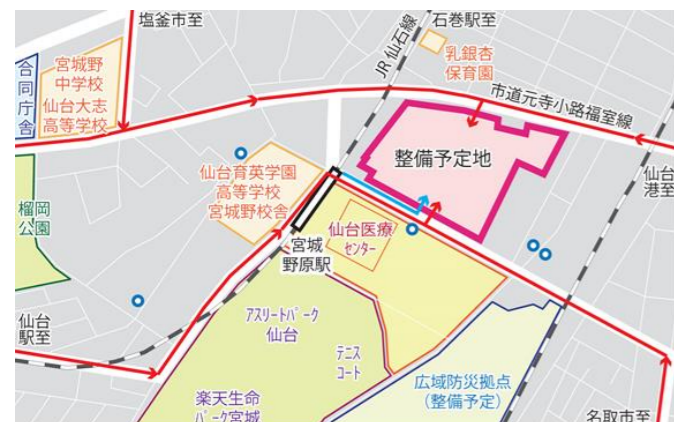 塩釜市至
石巻駅至
JR 仙石線
合同庁舎
宮城野
中学校
仙台大志
高等学校
乳銀杏
保育園
市道元寺小路福室線
整備予定地
仙台育英学園
高等学校
宮城野校舎
仙台
港至
榴岡
公園
仙台医療
センター
宮城
野原駅
アスリートパーク
仙台
テニス
コート
仙台
駅至
広域防災拠点
（整備予定）
楽天生命
パーク宮城
名取市至